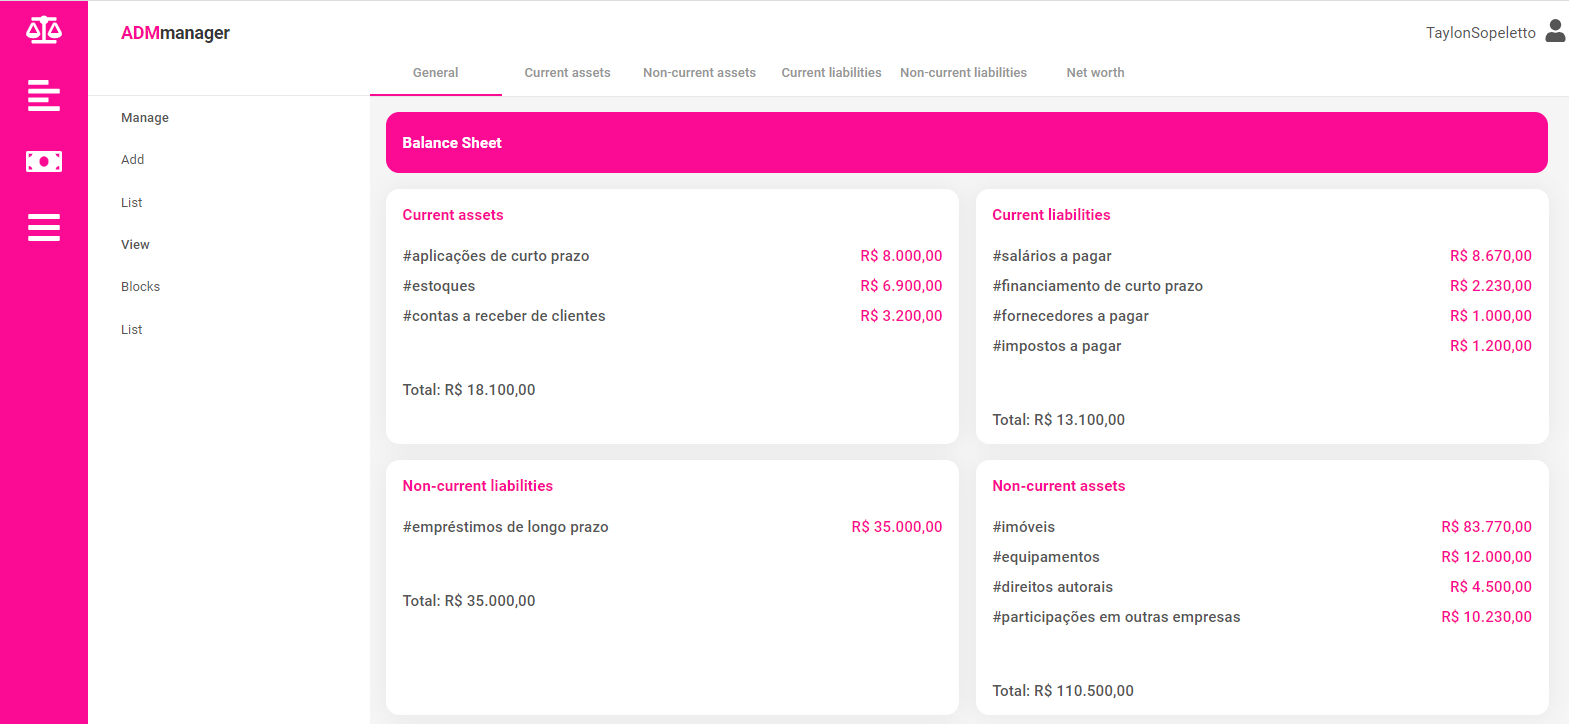 ADMmanager
TaylonSopeletto
General Current assets Non-current assets Current liabilities Non-current liabilities Net worth
Manage
Add
List
View
Blocks
List
Balance Sheet
Current assets
#aplicações de curto prazo R$ 8.000,00
#estoques R$ 6.900,00
#contas a receber de clientes R$ 3.200,00
Total: R$ 18.100,00
Current liabilities
#salários a pagar R$ 8.670,00
#financiamento de curto prazo R$ 2.230,00
#fornecedores a pagar R$ 1.000,00
#impostos a pagar R$ 1.200,00
Total: R$ 13.100,00
Non-current liabilities
#empréstimos de longo prazo R$ 35.000,00
Total: R$ 35.000,00
Non-current assets
#imóveis R$ 83.770,00
#equipamentos R$ 12.000,00
#direitos autorais R$ 4.500,00
#participações em outras empresas R$ 10.230,00
Total: R$ 110.500,00